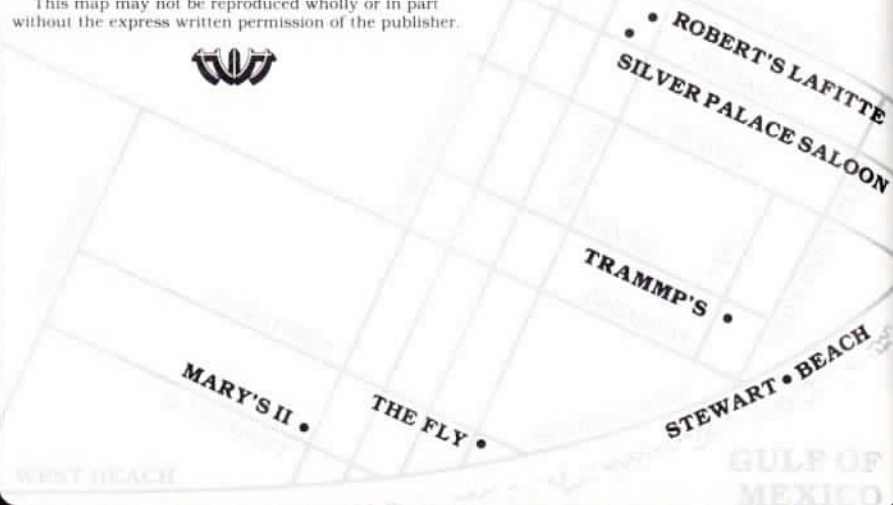 This map may not be reproduced wholly or in part
without the express written permission of the publisher.
ROBERT'S LAFITTE
SILVER PALACE SALOON
TRAMMP'S
STEWART • BEACH
MARY'S II
THE FLY
WEST BEACH
GULF OF
MEXICO